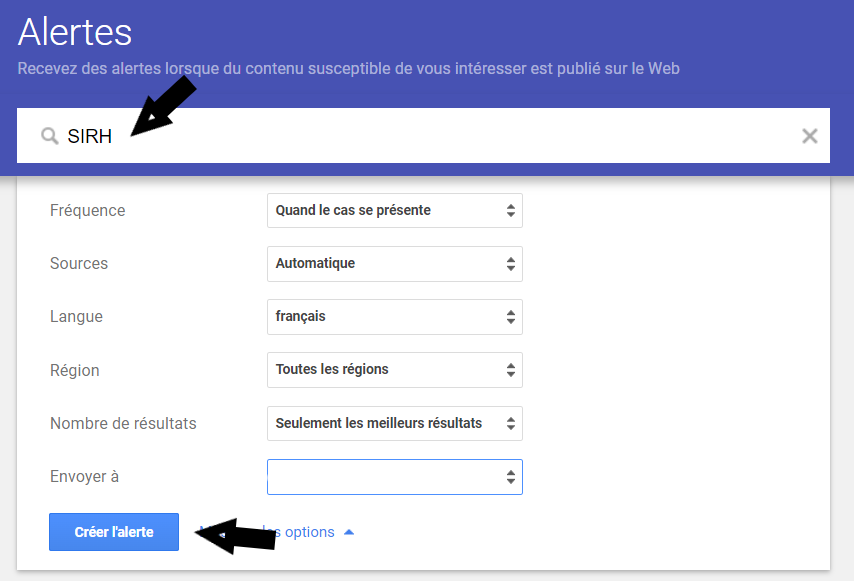 Alertes
Recevez des alertes lorsque du contenu susceptible de vous intéresser est publié sur le Web
SIRH
Fréquence
Quand le cas se présente
Sources
Automatique
Langue
français
Région
Toutes les régions
Nombre de résultats
Seulement les meilleurs résultats
Envoyer à
Créer l'alerte
options